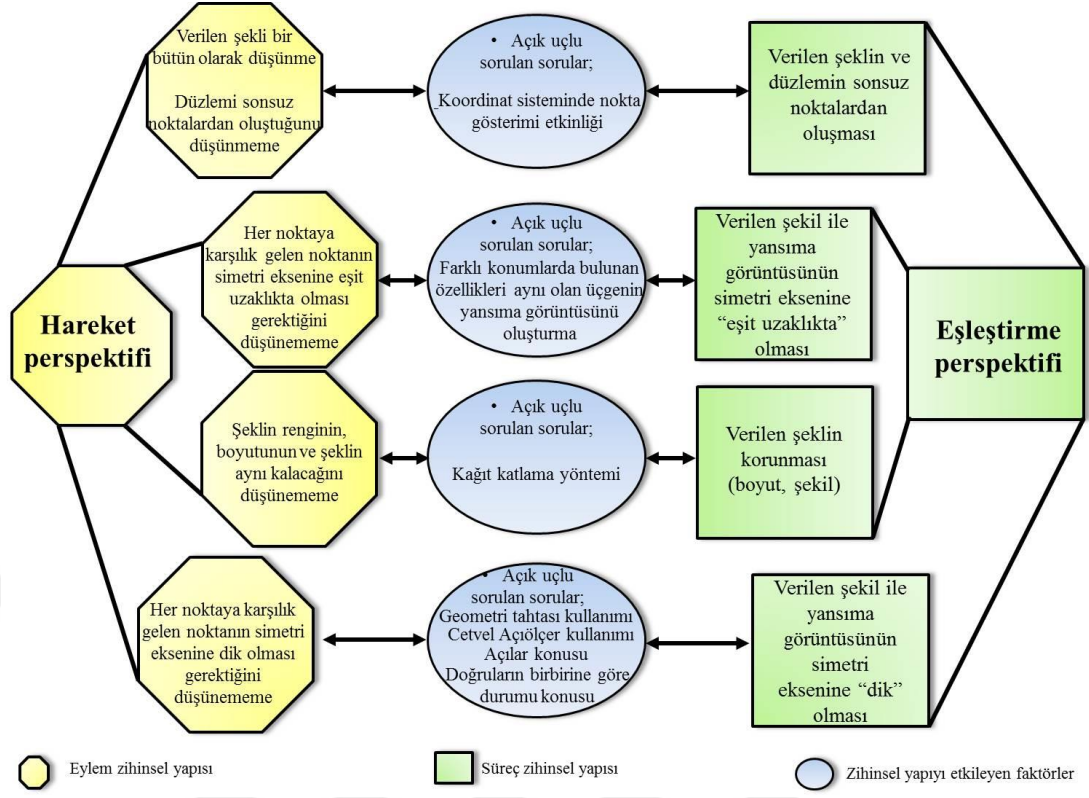 Verilen şekli bir
bütün olarak düşünme
Düzlemi sonsuz
noktalardan oluştuğunu
düşünmeme
• Açık uçlu
sorulan sorular;
Koordinat sisteminde nokta
gösterimi etkinliği
Verilen şeklin ve
düzlemin sonsuz
noktalardan
oluşması
Her noktaya
karşılık gelen noktanın
simetri eksenine eşit
uzaklıkta olması
gerektiğini
düşünememe
• Açık uçlu
sorulan sorular;
Farklı konumlarda bulunan
özellikleri aynı olan üçgenin
yansıma görüntüsünü
oluşturma
Verilen şekil ile
yansıma
görüntüsünün
simetri eksenine
“eşit uzaklıkta”
olması
Hareket
perspektifi
Eşleştirme
perspektifi
Şeklin renginin,
boyutunun ve şeklin
aynı kalacağını
düşünememe
• Açık uçlu
sorulan sorular;
Kağıt katlama yöntemi
Verilen şeklin
korunması
(boyut, şekil)
Her noktaya karşılık
gelen noktanın simetri
eksenine dik olması
gerektiğini
düşünememe
• Açık uçlu
sorulan sorular;
Geometri tahtası kullanımı
Cetvel Açıölçer kullanımı
Açılar konusu
Doğruların birbirine göre
durumu konusu
Verilen şekil ile
yansıma
görüntüsünün
simetri
eksenine “dik”
olması
Eylem zihinsel yapısı
Süreç zihinsel yapısı
Zihinsel yapıyı etkileyen faktörler